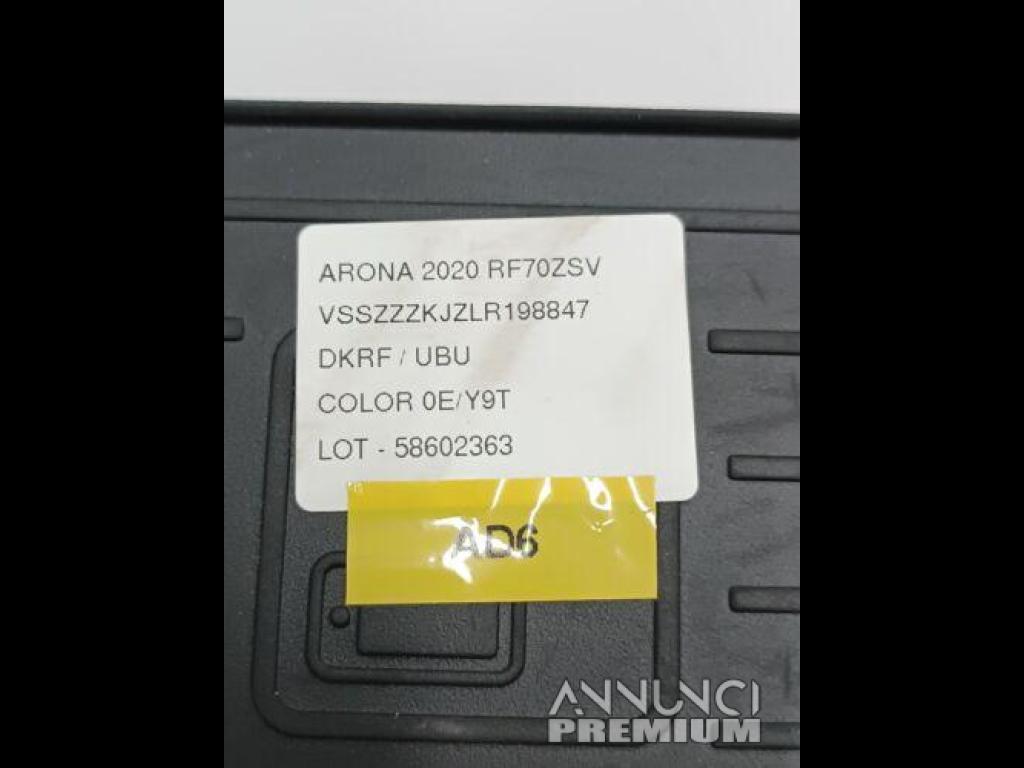 ARONA 2020 RF70ZSV
VSSZZZKJZLR198847
DKRF / UBU
COLOR 0E/Y9T
LOT - 58602363
AD6
ANNUNCI
PREMIUM